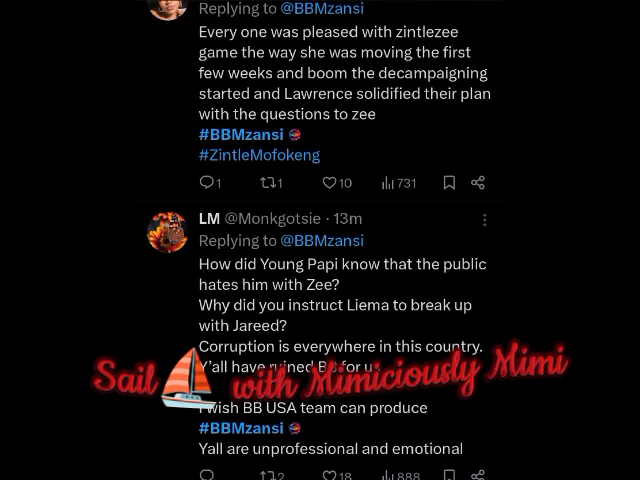 Replying to @BBMzansi
Every one was pleased with zintlezee
game the way she was moving the first
few weeks and boom the decampaigning
started and Lawrence solidified their plan
with the questions to zee
#BBMzansi
#ZintleMofokeng
1 1 10 731
LM @Monkgotsie · 13m
Replying to @BBMzansi
How did Young Papi know that the public
hates him with Zee?
Why did you instruct Liema to break up
with Jareed?
Corruption is everywhere in this country.
Y'all have ruined for
Sail with Mimiciously Mimi
I wish BB USA team can produce
#BBMzansi
Yall are unprofessional and emotional
2 18 888